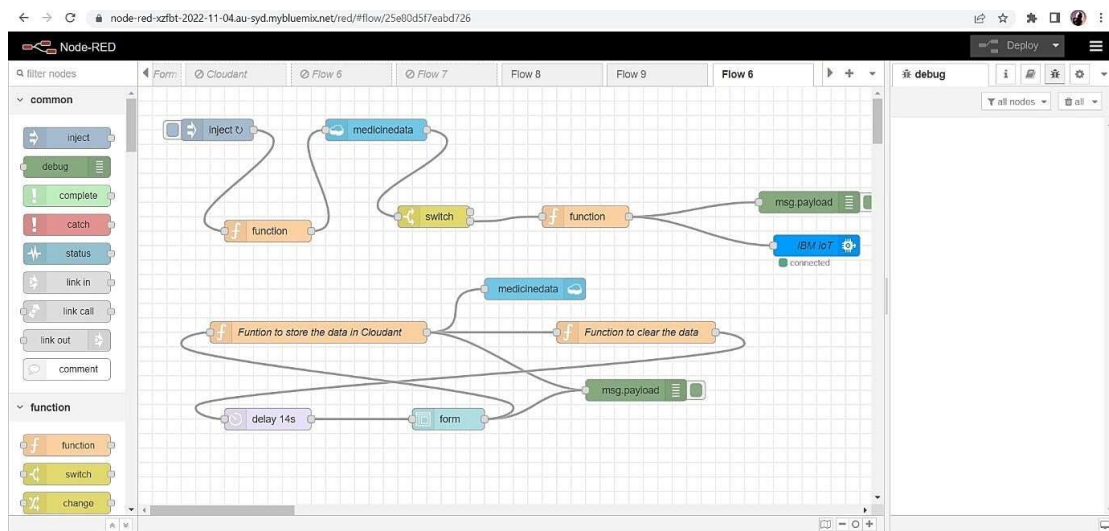 node-red-xzfbt-2022-11-04.au-syd.mybluemix.net/red/#flow/25e80d5f7eabd726
Node-RED
Deploy
filter nodes
Form
Cloudant
Flow 6
Flow 7
Flow 8
Flow 9
Flow 6
debug
i
all nodes
all
common
inject
debug
complete
catch
status
link in
link call
link out
comment
function
function
switch
change
inject ↻
medicinedata
function
switch
function
msg.payload
IBM IoT
connected
medicinedata
Funtion to store the data in Cloudant
Function to clear the data
msg.payload
delay 14s
form